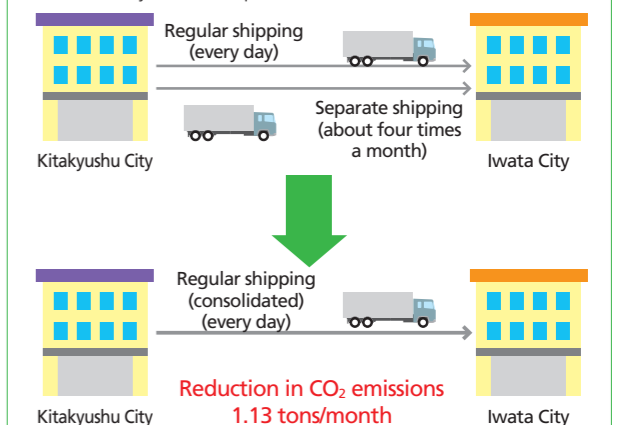 Regular shipping
(every day)
Separate shipping
(about four times
a month)
Kitakyushu City
Iwata City
Regular shipping
(consolidated)
(every day)
Reduction in CO₂ emissions
1.13 tons/month
Kitakyushu City
Iwata City